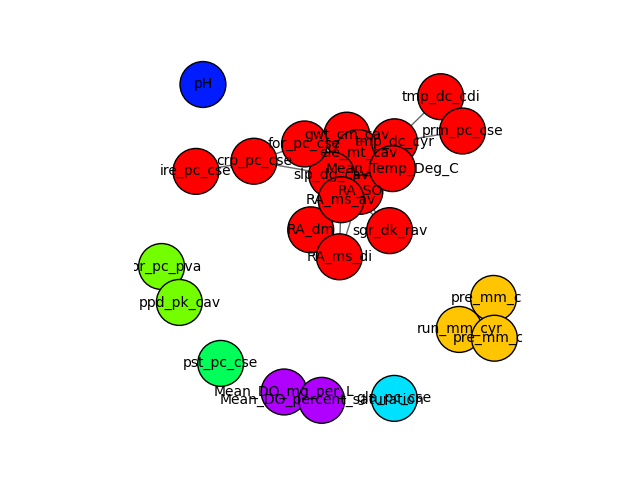 pH
tmp_dc_cdi
prm_pc_cse
gwt_cm_cav
tmp_dc_cyr
for_pc_cse
ele_mt_cav
crp_pc_cse
ire_pc_cse
Mean_Temp_Deg_C
slp_dg_cav
RA_SO
RA_ms_av
RA_dm
sgr_dk_rav
RA_ms_di
or_pc_pva
ppd_pk_cav
pre_mm_c
run_mm_cyr
pre_mm_c
pst_pc_cse
Mean_DO_mg_per_L
Mean_DO_percent_saturation
gla_pc_cse